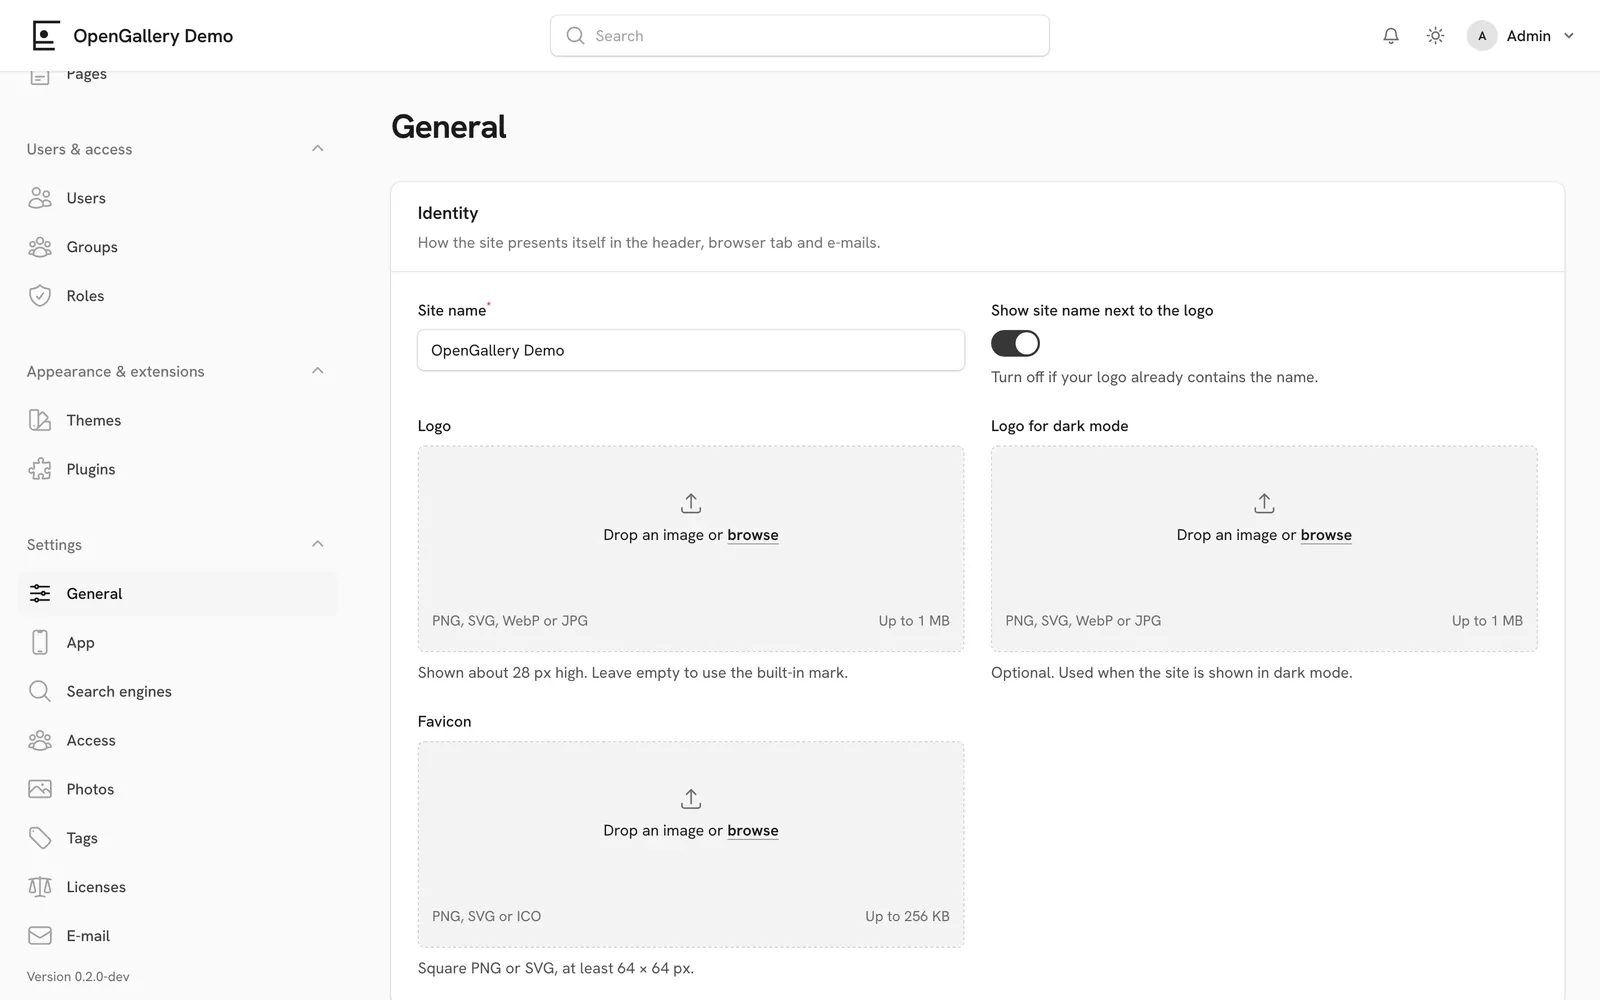 OpenGallery Demo
Search
A
Admin
Pages
Users & access
Users
Groups
Roles
Appearance & extensions
Themes
Plugins
Settings
General
App
Search engines
Access
Photos
Tags
Licenses
E-mail
Version 0.2.0-dev
General
Identity
How the site presents itself in the header, browser tab and e-mails.
Site name*
OpenGallery Demo
Show site name next to the logo
Turn off if your logo already contains the name.
Logo
Drop an image or browse
PNG, SVG, WebP or JPG
Up to 1 MB
Shown about 28 px high. Leave empty to use the built-in mark.
Logo for dark mode
Drop an image or browse
PNG, SVG, WebP or JPG
Up to 1 MB
Optional. Used when the site is shown in dark mode.
Favicon
Drop an image or browse
PNG, SVG or ICO
Up to 256 KB
Square PNG or SVG, at least 64 × 64 px.